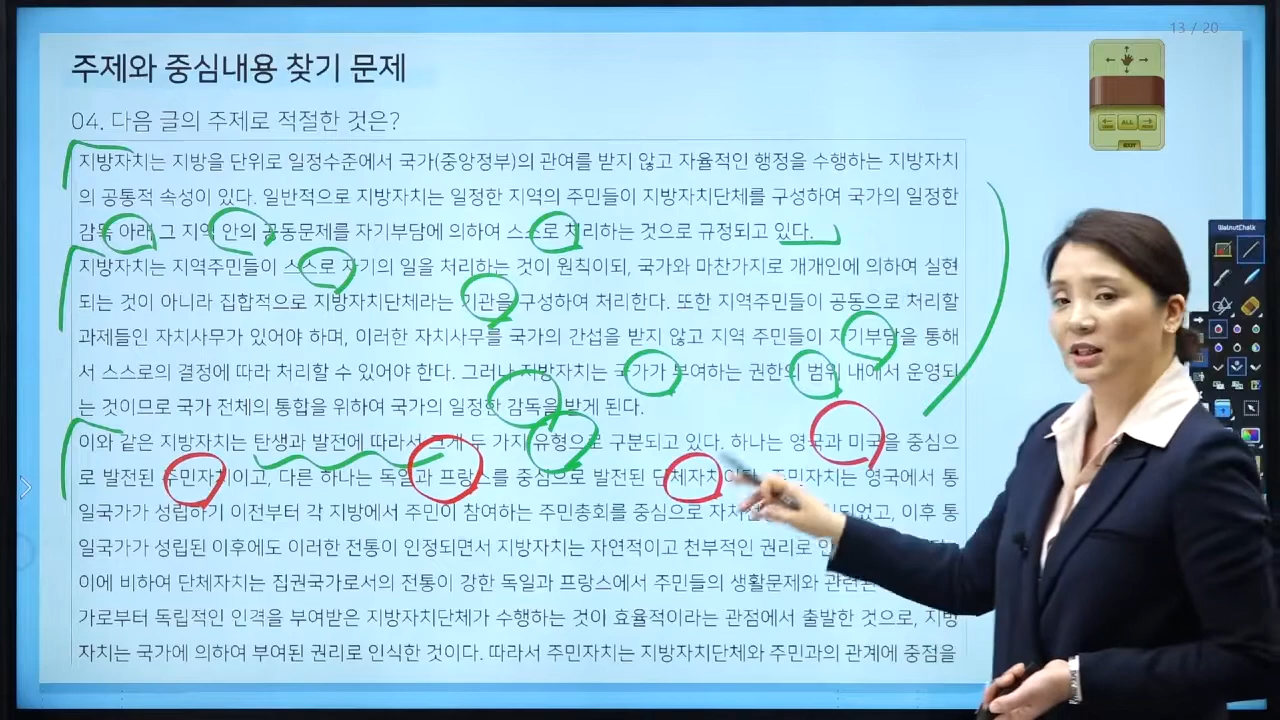 13 / 20
주제와 중심내용 찾기 문제
04. 다음 글의 주제로 적절한 것은?
지방자치는 지방을 단위로 일정수준에서 국가(중앙정부)의 관여를 받지 않고 자율적인 행정을 수행하는 지방자치
의 공통적 속성이 있다. 일반적으로 지방자치는 일정한 지역의 주민들이 지방자치단체를 구성하여 국가의 일정한
감독 아래 그 지역 안의 공동문제를 자기부담에 의하여 스스로 처리하는 것으로 규정되고 있다.
지방자치는 지역주민들이 스스로 자기의 일을 처리하는 것이 원칙이되, 국가와 마찬가지로 개개인에 의하여 실현
되는 것이 아니라 집합적으로 지방자치단체라는 기관을 구성하여 처리한다. 또한 지역주민들이 공동으로 처리할
과제들인 자치사무가 있어야 하며, 이러한 자치사무를 국가의 간섭을 받지 않고 지역 주민들이 자기부담을 통해
서 스스로의 결정에 따라 처리할 수 있어야 한다. 그러나 지방자치는 국가가 부여하는 권한의 범위 내에서 운영되
는 것이므로 국가 전체의 통합을 위하여 국가의 일정한 감독을 받게 된다.
이와 같은 지방자치는 탄생과 발전에 따라서 크게 두 가지 유형으로 구분되고 있다. 하나는 영국과 미국을 중심으
로 발전된 주민자치이고, 다른 하나는 독일과 프랑스를 중심으로 발전된 단체자치이다. 주민자치는 영국에서 통
일국가가 성립하기 이전부터 각 지방에서 주민이 참여하는 주민총회를 중심으로 되었고, 이후 통
일국가가 성립된 이후에도 이러한 전통이 인정되면서 지방자치는 자연적이고 천부적인 권리로
이에 비하여 단체자치는 집권국가로서의 전통이 강한 독일과 프랑스에서 주민들의 생활문제와
가로부터 독립적인 인격을 부여받은 지방자치단체가 수행하는 것이 효율적이라는 관점에서 출발한 것으로, 지방
자치는 국가에 의하여 부여된 권리로 인식한 것이다. 따라서 주민자치는 지방자치단체와 주민과의 관계에 중점을
ALL
EXIT
WalnutChalk